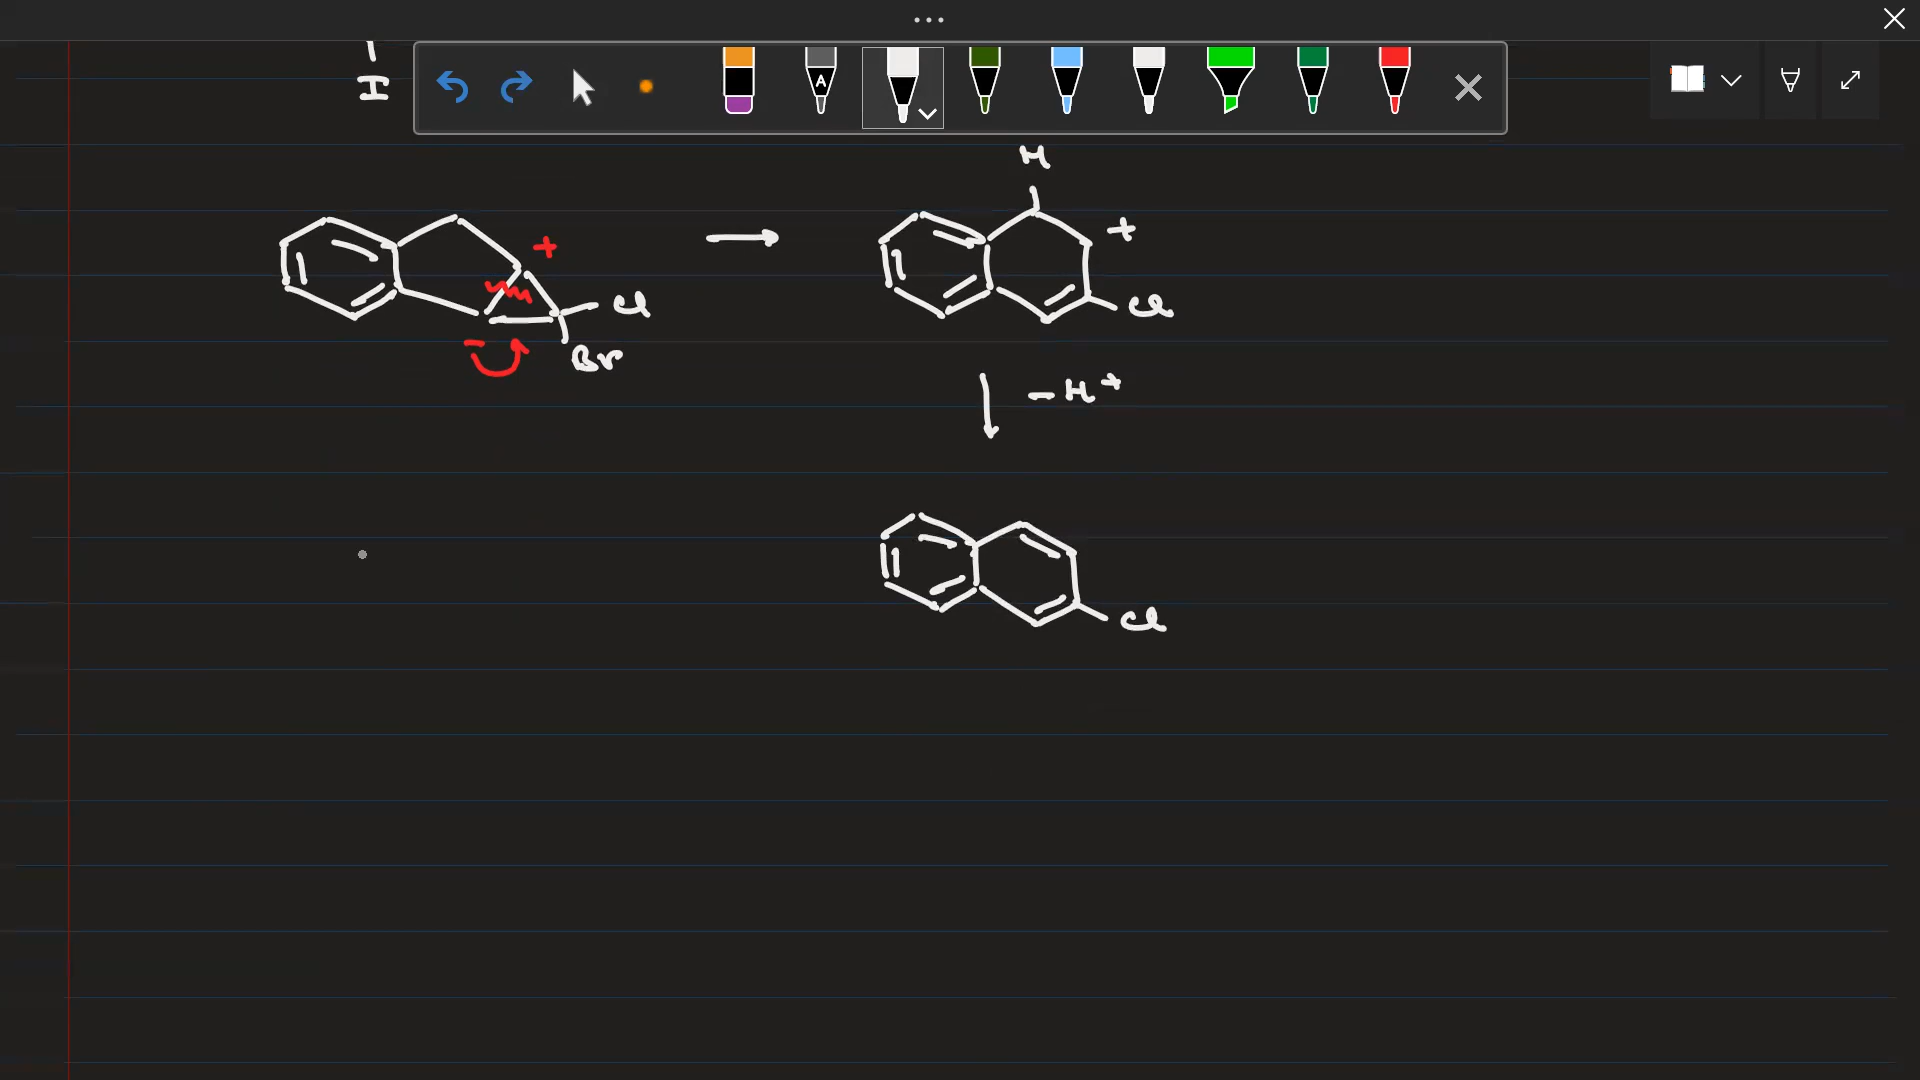 H
A
H
+ → +
Cl Cl
Br
- H+
Cl